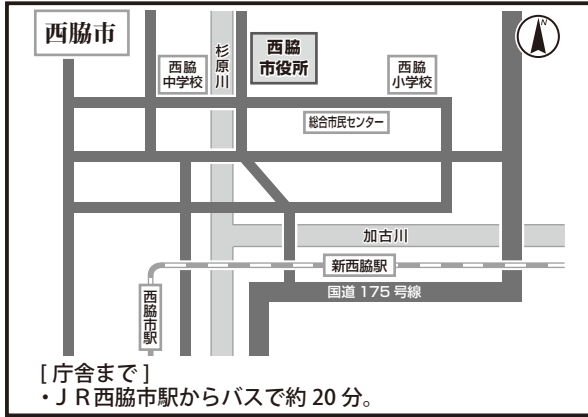 西脇市
N
西脇
中学校
杉原川
西脇
市役所
西脇
小学校
総合市民センター
加古川
新西脇駅
国道 175 号線
西脇市駅
[ 庁舎まで ]
・ＪＲ西脇市駅からバスで約 20 分。